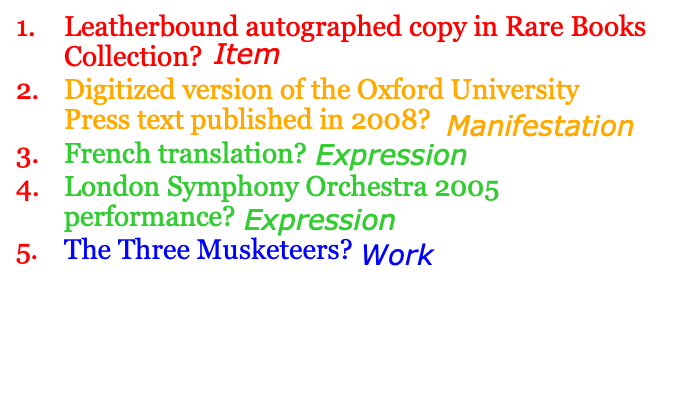 1. Leatherbound autographed copy in Rare Books
Collection? Item
2. Digitized version of the Oxford University
Press text published in 2008? Manifestation
3. French translation? Expression
4. London Symphony Orchestra 2005
performance? Expression
5. The Three Musketeers? Work